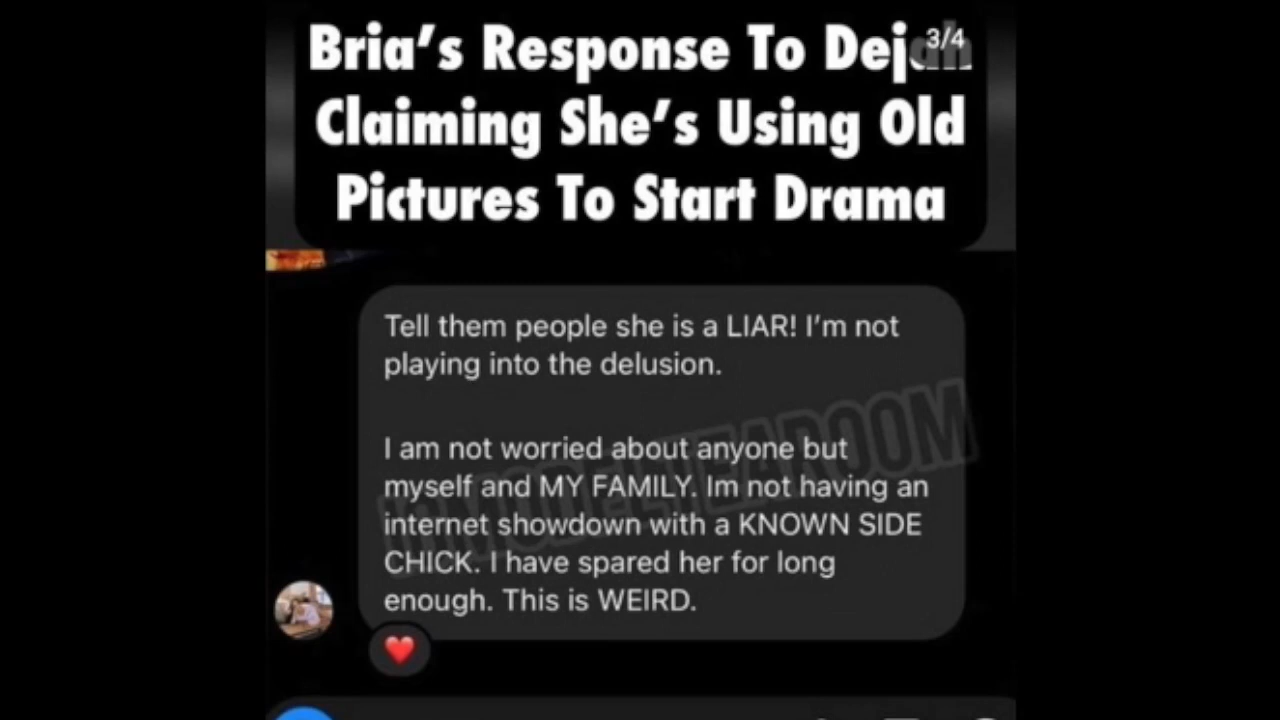 Bria’s Response To Dejah
3/4
Claiming She’s Using Old
Pictures To Start Drama
Tell them people she is a LIAR! I’m not
playing into the delusion.
I am not worried about anyone but
myself and MY FAMILY. Im not having an
internet showdown with a KNOWN SIDE
CHICK. I have spared her for long
enough. This is WEIRD.